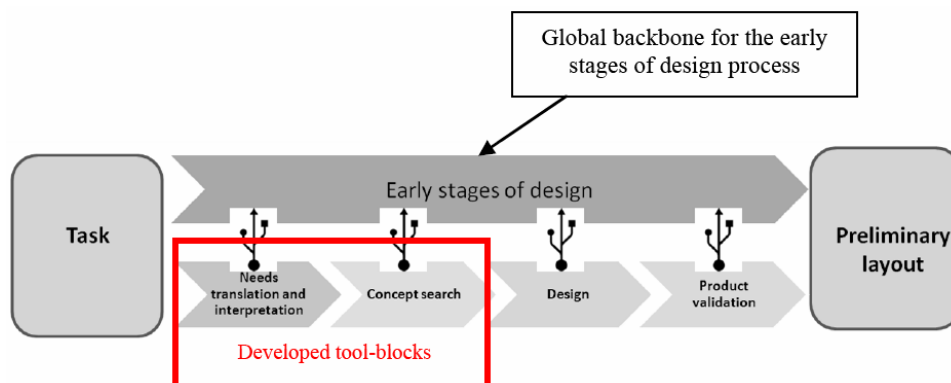 Global backbone for the early
stages of design process
Early stages of design
Task
Preliminary
layout
Needs
translation and
interpretation
Concept search
Design
Product
validation
Developed tool-blocks